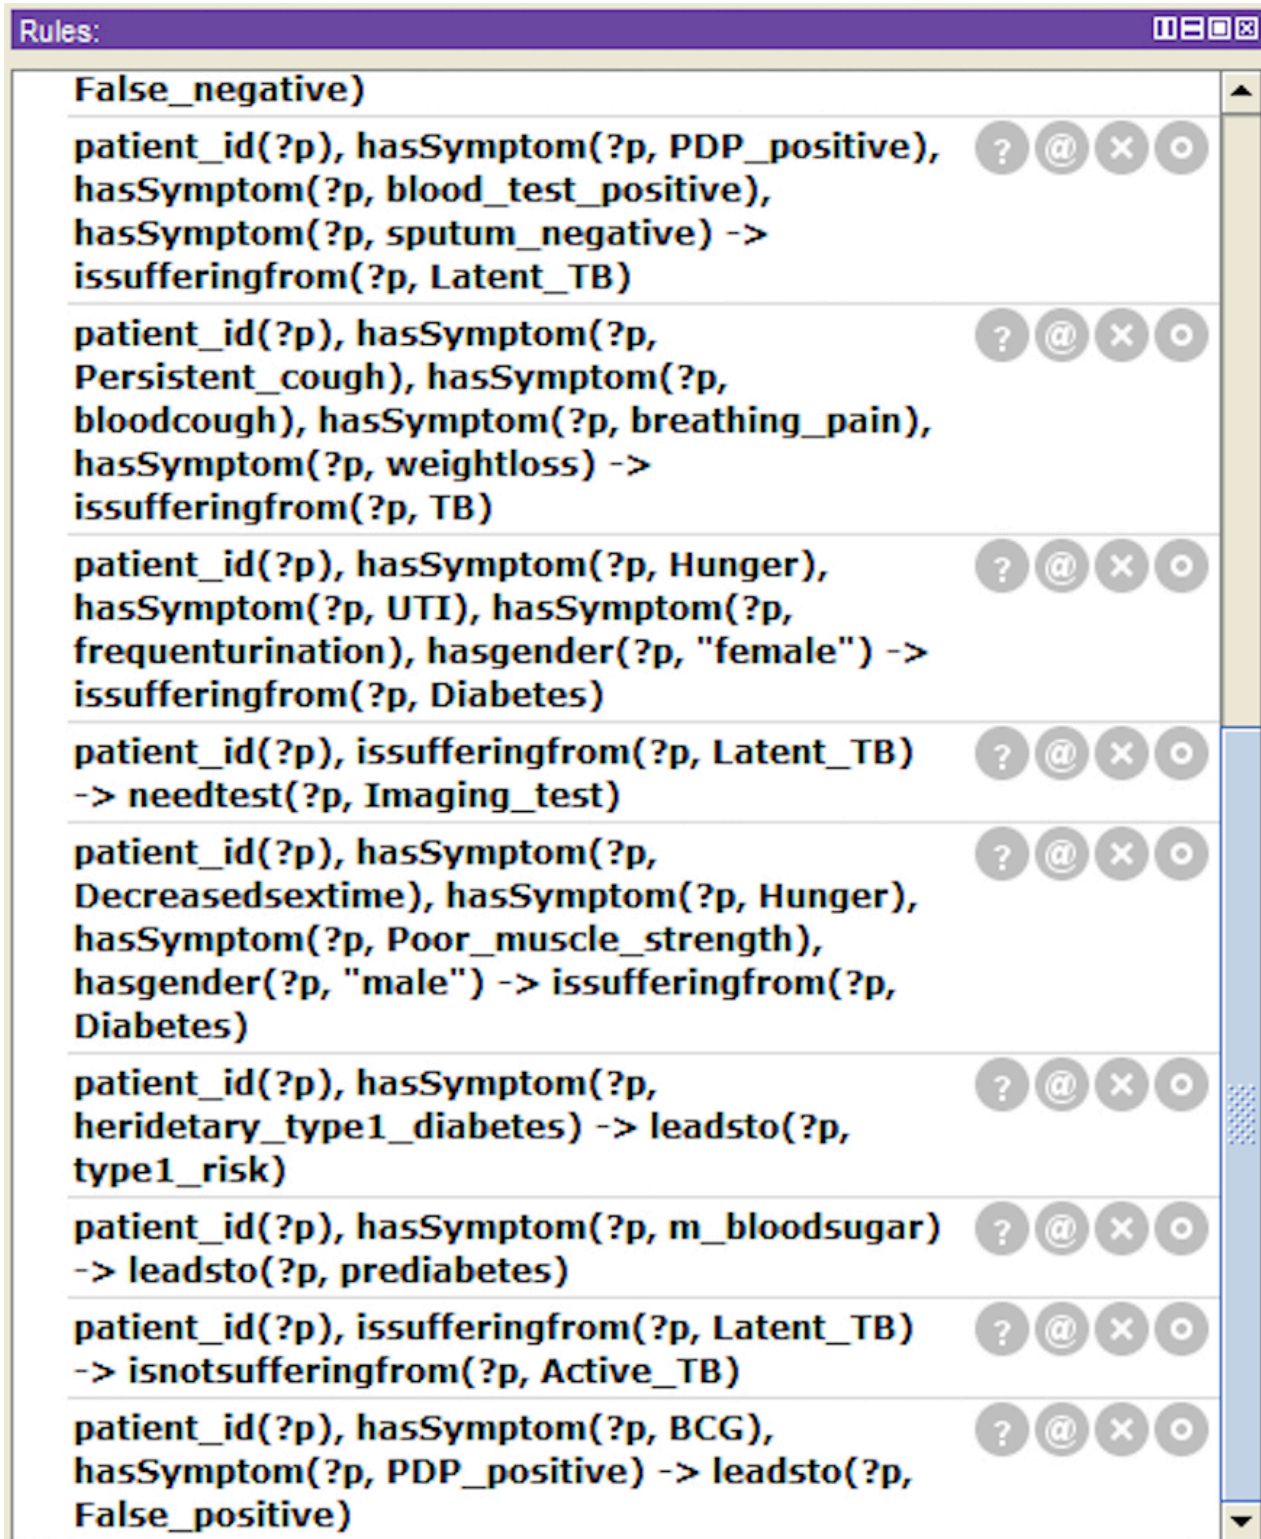 Rules:
False_negative)
patient_id(?p), hasSymptom(?p, PDP_positive),
hasSymptom(?p, blood_test_positive),
hasSymptom(?p, sputum_negative) ->
issufferingfrom(?p, Latent_TB)
patient_id(?p), hasSymptom(?p,
Persistent_cough), hasSymptom(?p,
bloodcough), hasSymptom(?p, breathing_pain),
hasSymptom(?p, weightloss) ->
issufferingfrom(?p, TB)
patient_id(?p), hasSymptom(?p, Hunger),
hasSymptom(?p, UTI), hasSymptom(?p,
frequenturination), hasgender(?p, "female") ->
issufferingfrom(?p, Diabetes)
patient_id(?p), issufferingfrom(?p, Latent_TB)
-> needtest(?p, Imaging_test)
patient_id(?p), hasSymptom(?p,
Decreasedsextime), hasSymptom(?p, Hunger),
hasSymptom(?p, Poor_muscle_strength),
hasgender(?p, "male") -> issufferingfrom(?p,
Diabetes)
patient_id(?p), hasSymptom(?p,
heridetary_type1_diabetes) -> leadsto(?p,
type1_risk)
patient_id(?p), hasSymptom(?p, m_bloodsugar)
-> leadsto(?p, prediabetes)
patient_id(?p), issufferingfrom(?p, Latent_TB)
-> isnotsufferingfrom(?p, Active_TB)
patient_id(?p), hasSymptom(?p, BCG),
hasSymptom(?p, PDP_positive) -> leadsto(?p,
False_positive)